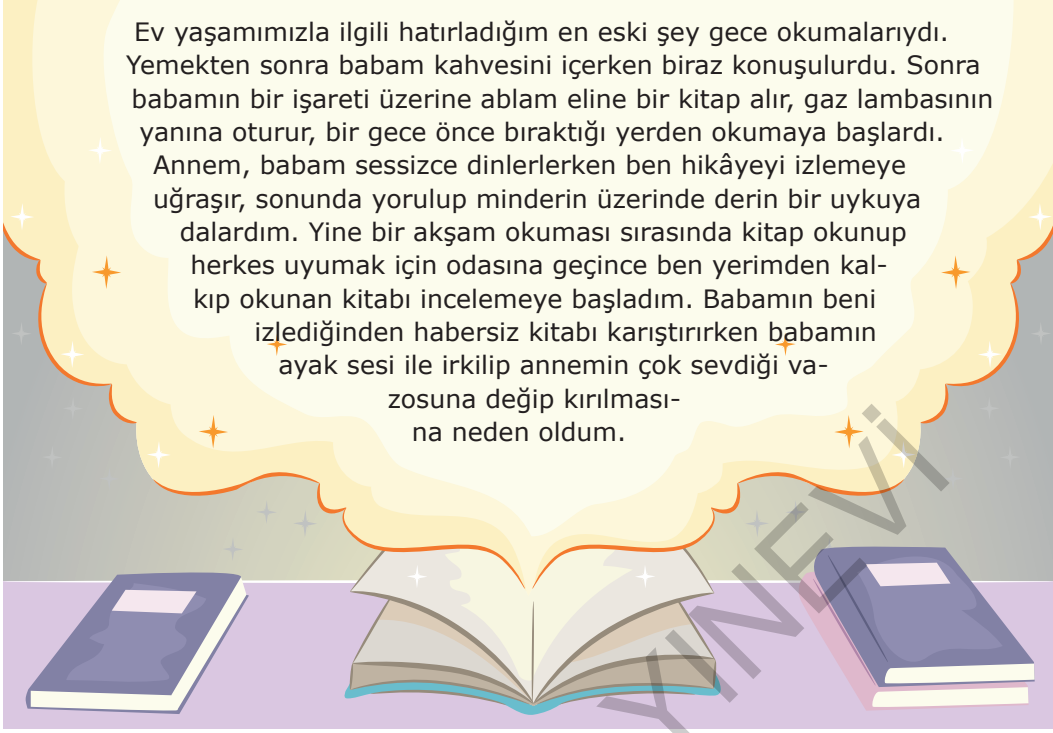 Ev yaşamımızla ilgili hatırladığım en eski şey gece okumalarıydı.
Yemekten sonra babam kahvesini içerken biraz konuşulurdu. Sonra
babamın bir işareti üzerine ablam eline bir kitap alır, gaz lambasının
yanına oturur, bir gece önce bıraktığı yerden okumaya başlardı.
Annem, babam sessizce dinlerlerken ben hikâyeyi izlemeye
uğraşır, sonunda yorulup minderin üzerinde derin bir uykuya
dalardım. Yine bir akşam okuması sırasında kitap okunup
herkes uyumak için odasına geçince ben yerimden kal-
kıp okunan kitabı incelemeye başladım. Babamın beni
izlediğinden habersiz kitabı karıştırırken babamın
ayak sesi ile irkilip annemin çok sevdiği va-
zosuna değip kırılması-
na neden oldum.
YINEVİ